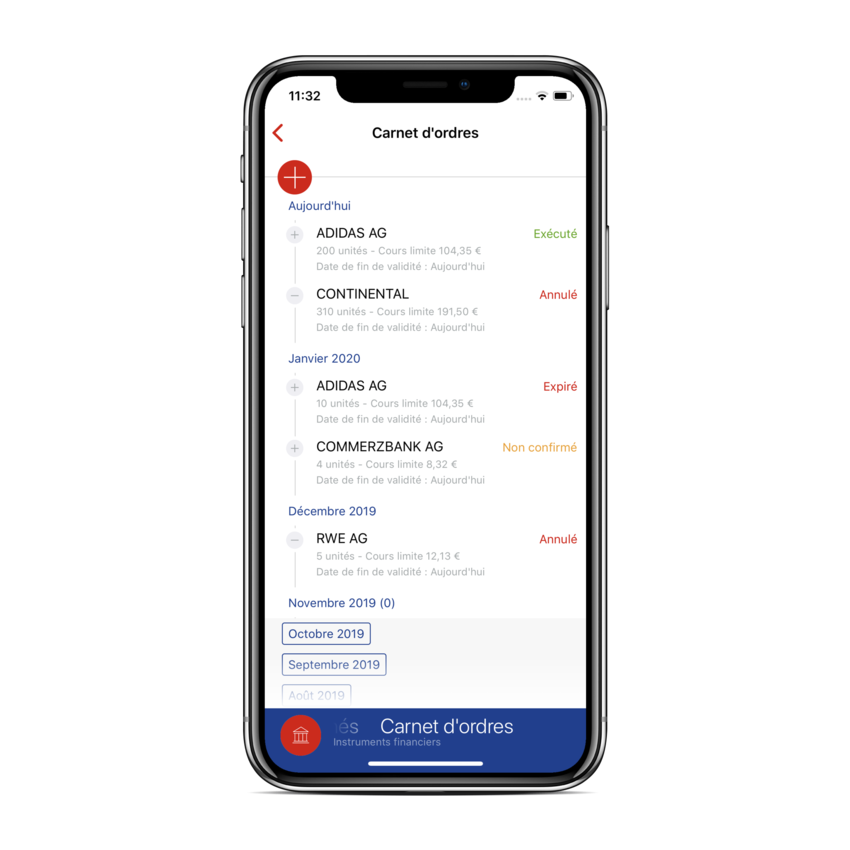 11:32
Carnet d'ordres
Aujourd'hui
ADIDAS AG
Exécuté
200 unités - Cours limite 104,35 €
Date de fin de validité : Aujourd'hui
CONTINENTAL
Annulé
310 unités - Cours limite 191,50 €
Date de fin de validité : Aujourd'hui
Janvier 2020
ADIDAS AG
Expiré
10 unités - Cours limite 104,35 €
Date de fin de validité : Aujourd'hui
COMMERZBANK AG
Non confirmé
4 unités - Cours limite 8,32 €
Date de fin de validité : Aujourd'hui
Décembre 2019
RWE AG
Annulé
5 unités - Cours limite 12,13 €
Date de fin de validité : Aujourd'hui
Novembre 2019 (0)
Octobre 2019
Septembre 2019
Août 2019
Carnet d'ordres
Instruments financiers